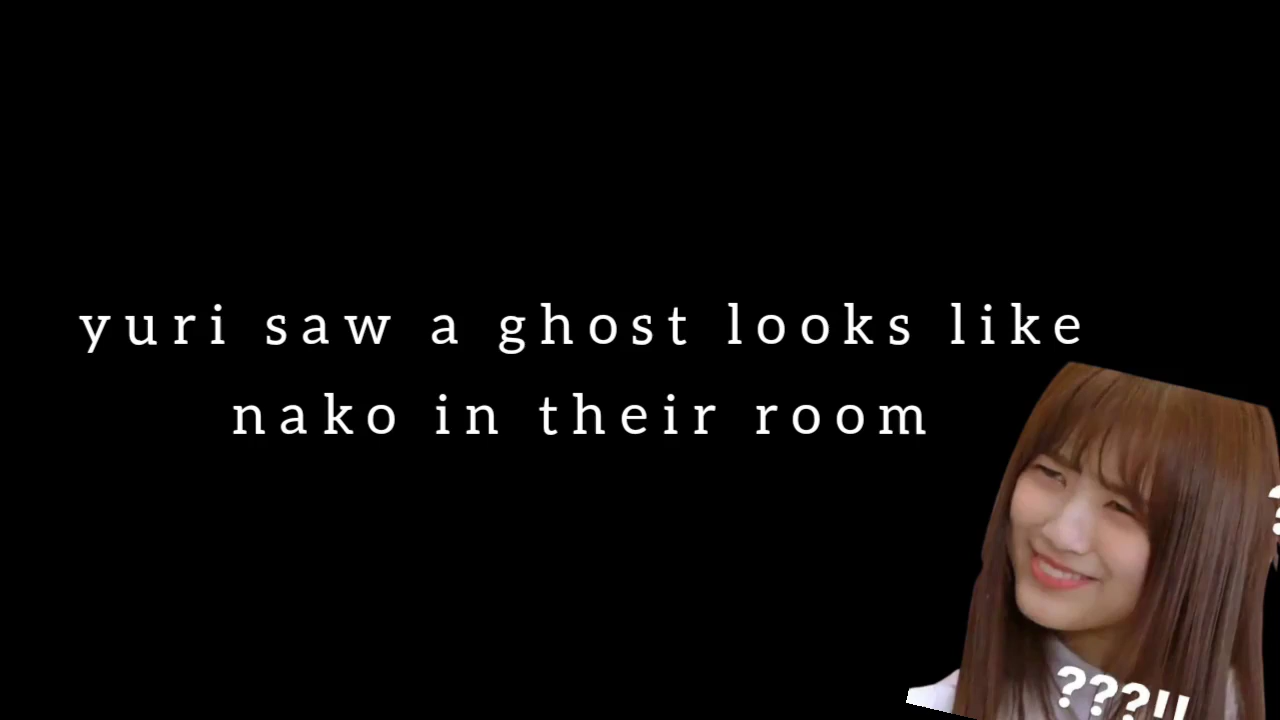 yuri saw a ghost looks like
nako in their room
?
???!!